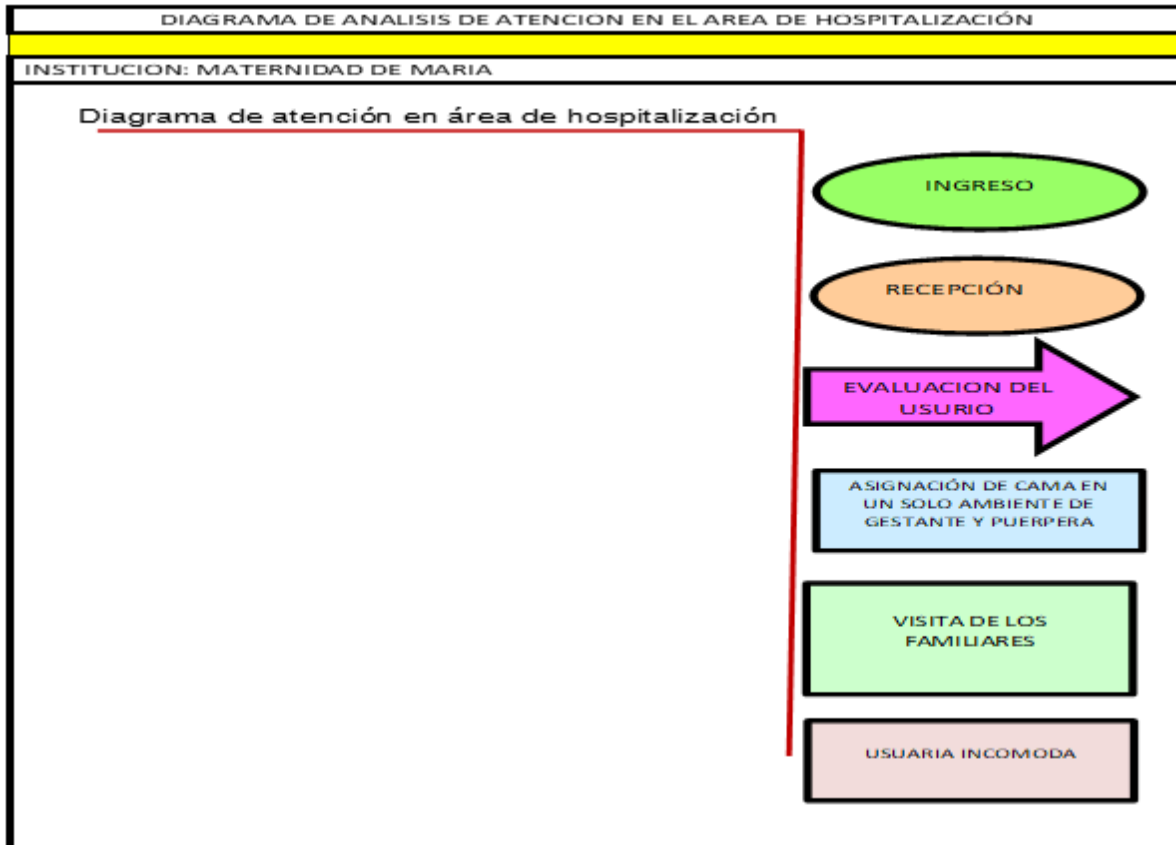 DIAGRAMA DE ANALISIS DE ATENCION EN EL AREA DE HOSPITALIZACIÓN
INSTITUCION: MATERNIDAD DE MARIA
Diagrama de atención en área de hospitalización
INGRESO
RECEPCIÓN
EVALUACION DEL
USURIO
ASIGNACIÓN DE CAMA EN
UN SOLO AMBIENTE DE
GESTANTE Y PUERPERA
VISITA DE LOS
FAMILIARES
USUARIA INCOMODA